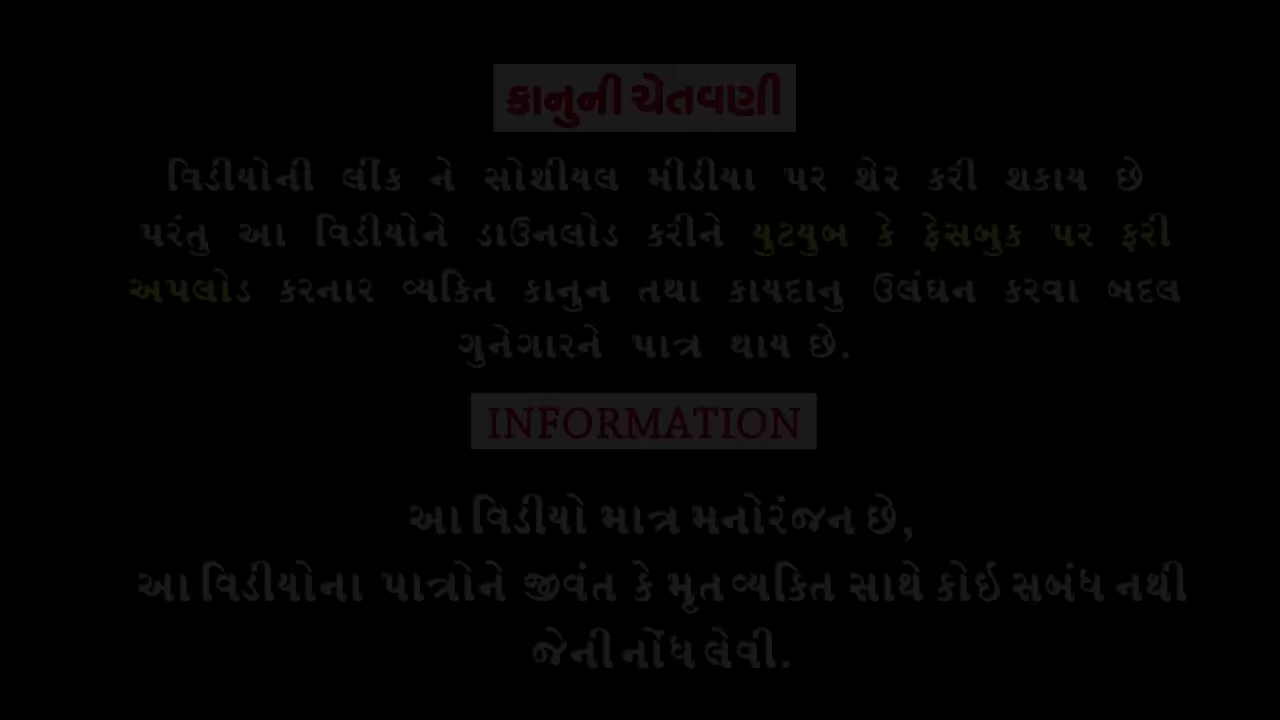 કાનુની ચેતવણી
વિડીયોની લીંક ને સોશીયલ મીડીયા પર શેર કરી શકાય છે
પરંતુ આ વિડીયોને ડાઉનલોડ કરીને યુટયુબ કે ફેસબુક પર ફરી
અપલોડ કરનાર વ્યકિત કાનુન તથા કાયદાનુ ઉલંઘન કરવા બદલ
ગુનેગારને પાત્ર થાય છે.
INFORMATION
આ વિડીયો માત્ર મનોરંજન છે,
આ વિડીયોના પાત્રોને જીવંત કે મૃત વ્યકિત સાથે કોઇ સબંધ નથી
જેની નોંધ લેવી.